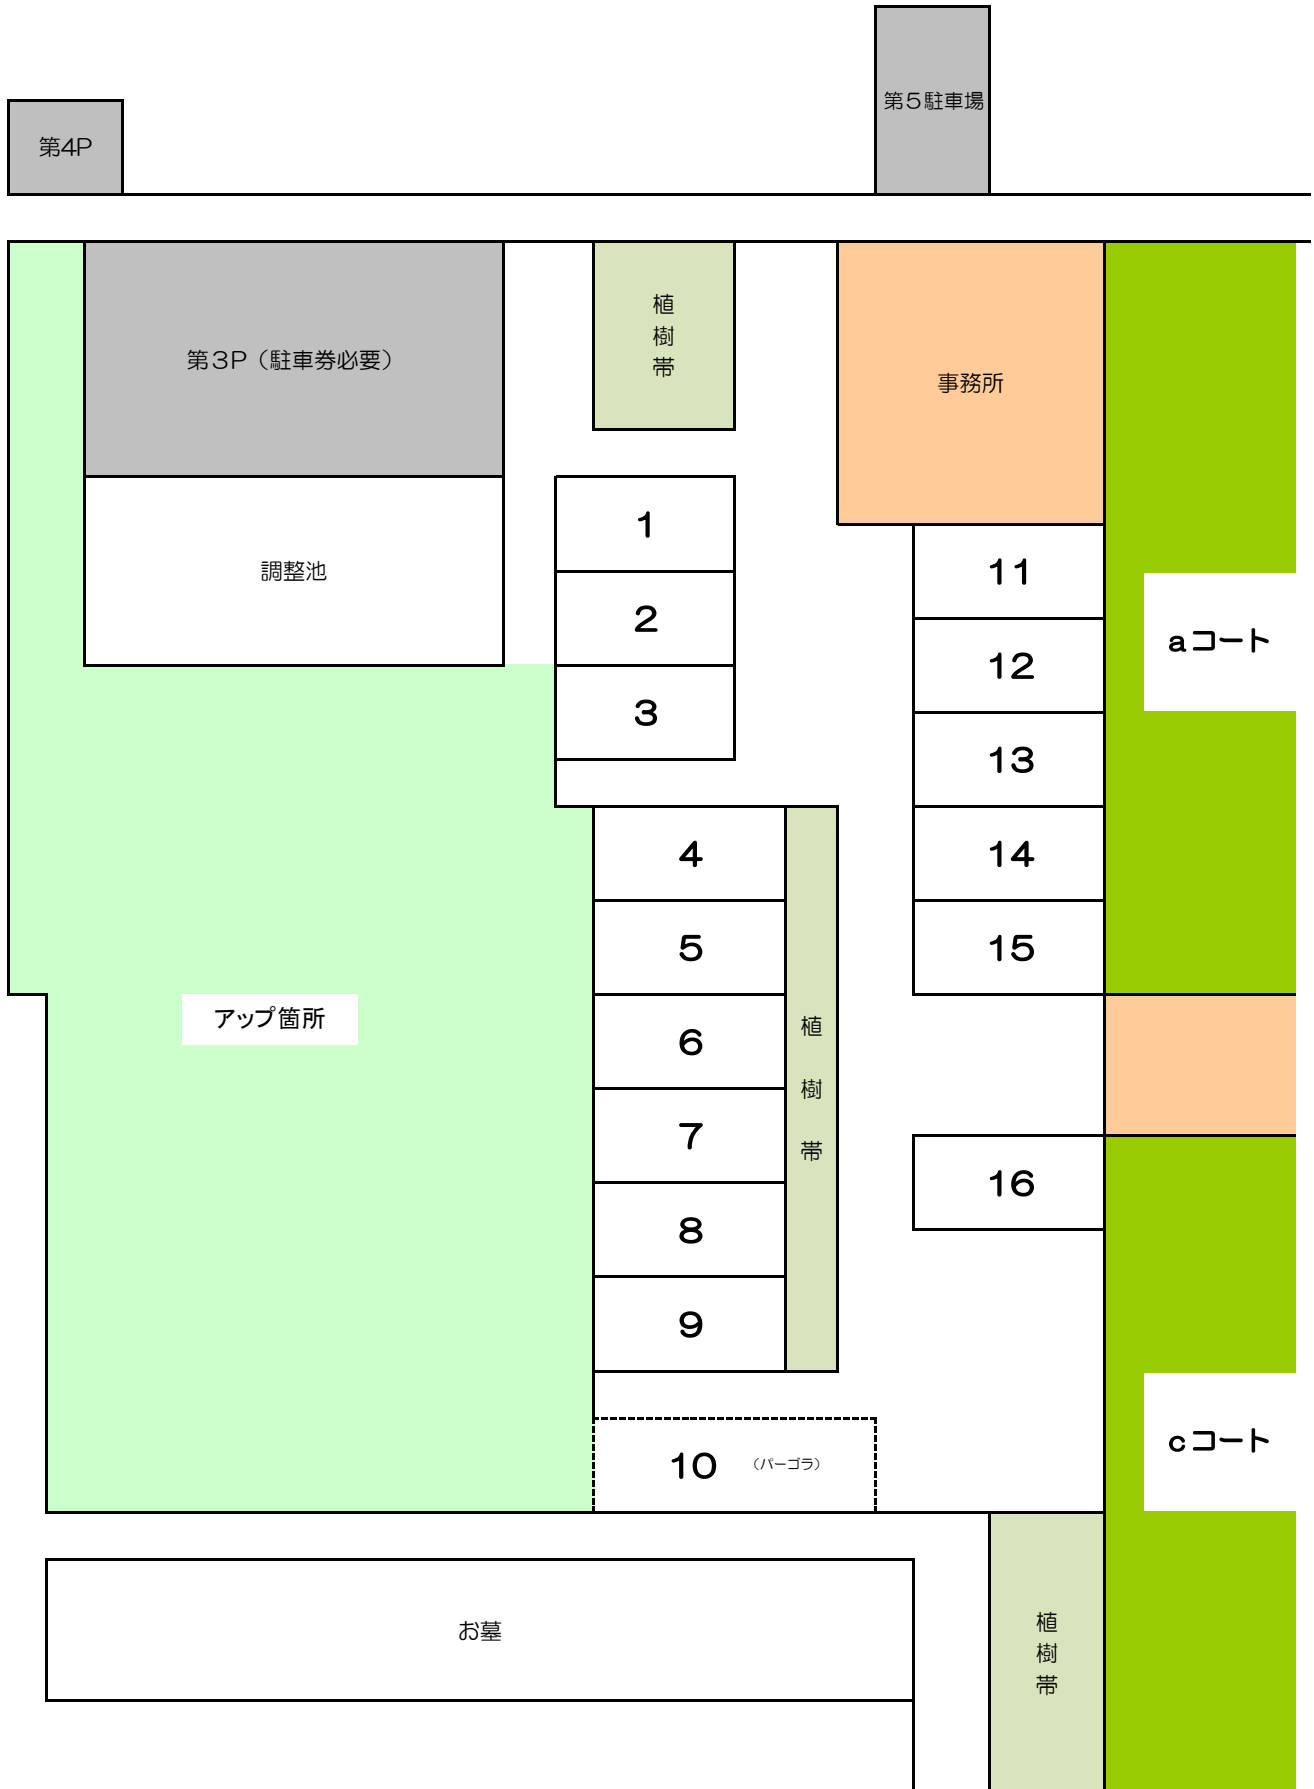 第５駐車場
第4P
第３P（駐車券必要）
植樹帯
事務所
1
調整池
11
2
aコート
12
3
13
4
14
5
15
アップ箇所
6
植樹帯
7
16
8
9
cコート
10 （パーゴラ）
お墓
植樹帯